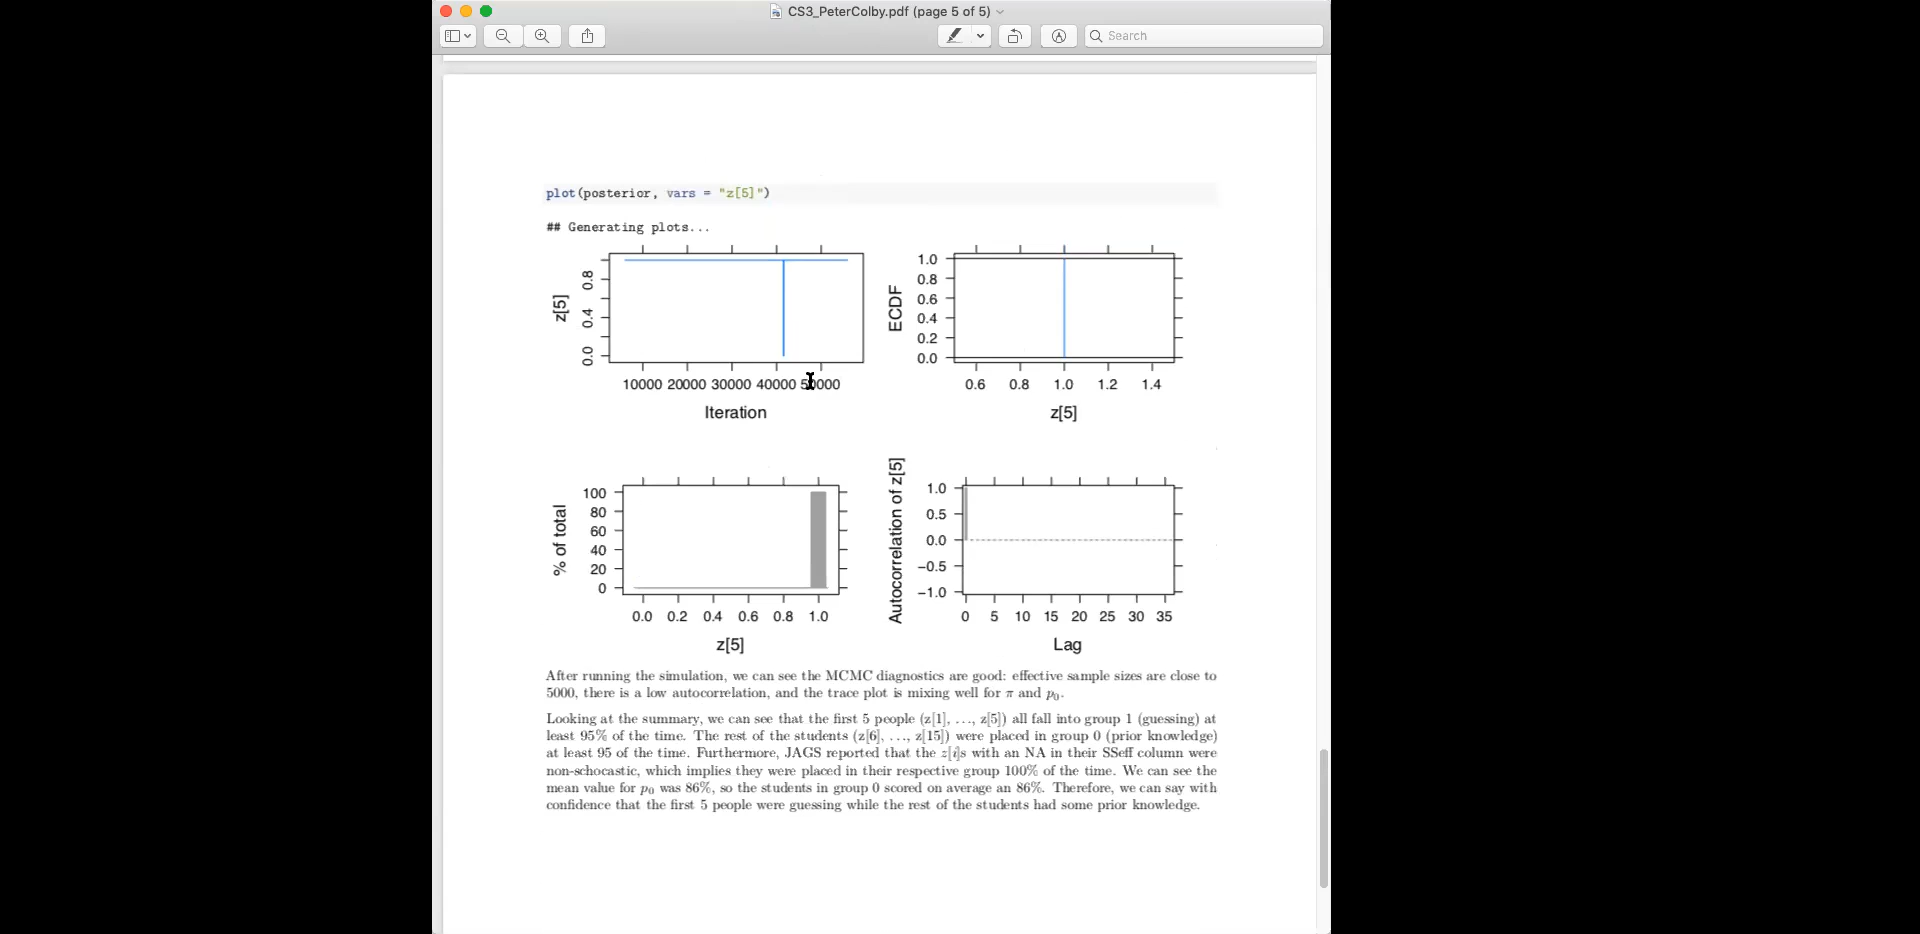 CS3_PeterColby.pdf (page 5 of 5)
Search
plot(posterior, vars = "z[5]")
## Generating plots...
z[5]
0.8
0.4
0.0
10000 20000 30000 40000 50000
Iteration
ECDF
1.0
0.8
0.6
0.4
0.2
0.0
0.6 0.8 1.0 1.2 1.4
z[5]
% of total
100
80
60
40
20
0
0.0 0.2 0.4 0.6 0.8 1.0
z[5]
Autocorrelation of z[5]
1.0
0.5
0.0
−0.5
−1.0
0 5 10 15 20 25 30 35
Lag
After running the simulation, we can see the MCMC diagnostics are good: effective sample sizes are close to
5000, there is a low autocorrelation, and the trace plot is mixing well for π and p₀.
Looking at the summary, we can see that the first 5 people (z[1], ..., z[5]) all fall into group 1 (guessing) at
least 95% of the time. The rest of the students (z[6], ..., z[15]) were placed in group 0 (prior knowledge)
at least 95 of the time. Furthermore, JAGS reported that the z[i]s with an NA in their SSeff column were
non-schocastic, which implies they were placed in their respective group 100% of the time. We can see the
mean value for p₀ was 86%, so the students in group 0 scored on average an 86%. Therefore, we can say with
confidence that the first 5 people were guessing while the rest of the students had some prior knowledge.